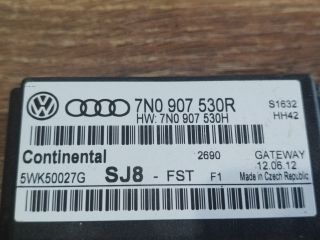 7N0 907 530R
S1632
HW: 7N0 907 530H
HH42
Continental
2690
GATEWAY
12.06.12
5WK50027G
SJ8 - FST F1
Made in Czech Republic